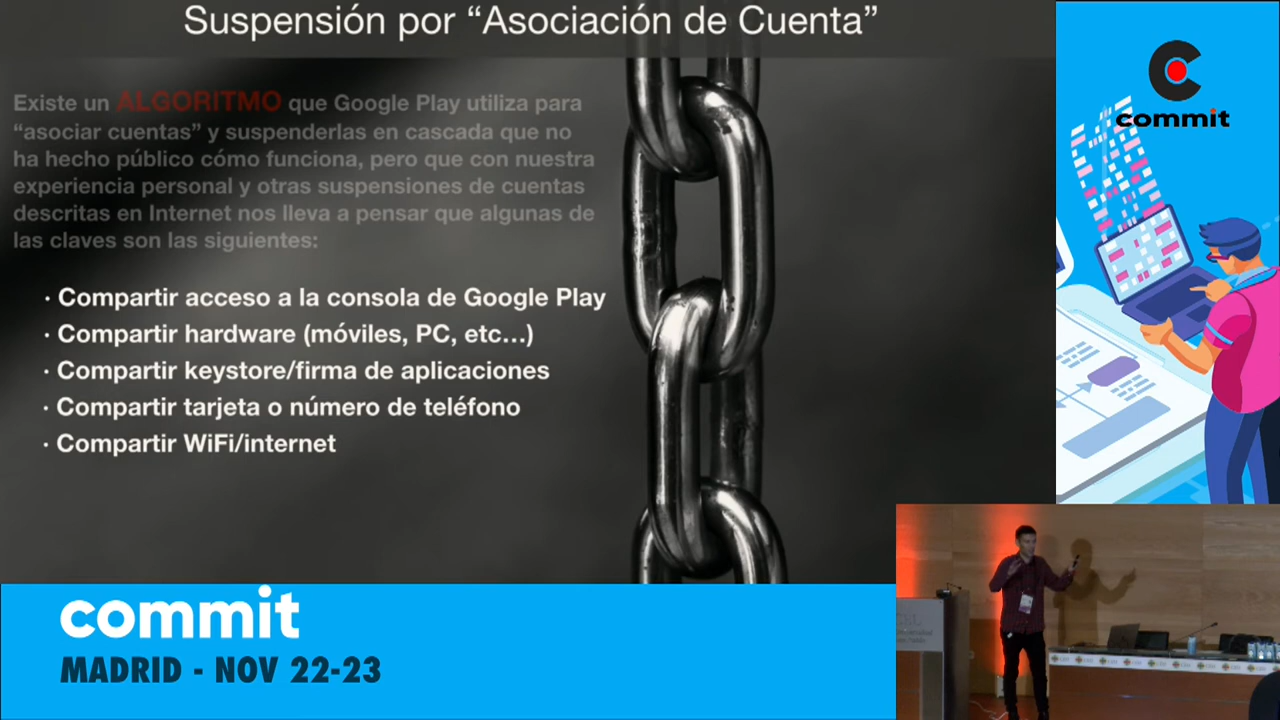 Suspensión por “Asociación de Cuenta”
Existe un ALGORITMO que Google Play utiliza para
“asociar cuentas” y suspenderlas en cascada que no
ha hecho público cómo funciona, pero que con nuestra
experiencia personal y otras suspensiones de cuentas
descritas en Internet nos lleva a pensar que algunas de
las claves son las siguientes:
· Compartir acceso a la consola de Google Play
· Compartir hardware (móviles, PC, etc...)
· Compartir keystore/firma de aplicaciones
· Compartir tarjeta o número de teléfono
· Compartir WiFi/internet
commit
commit
MADRID - NOV 22-23